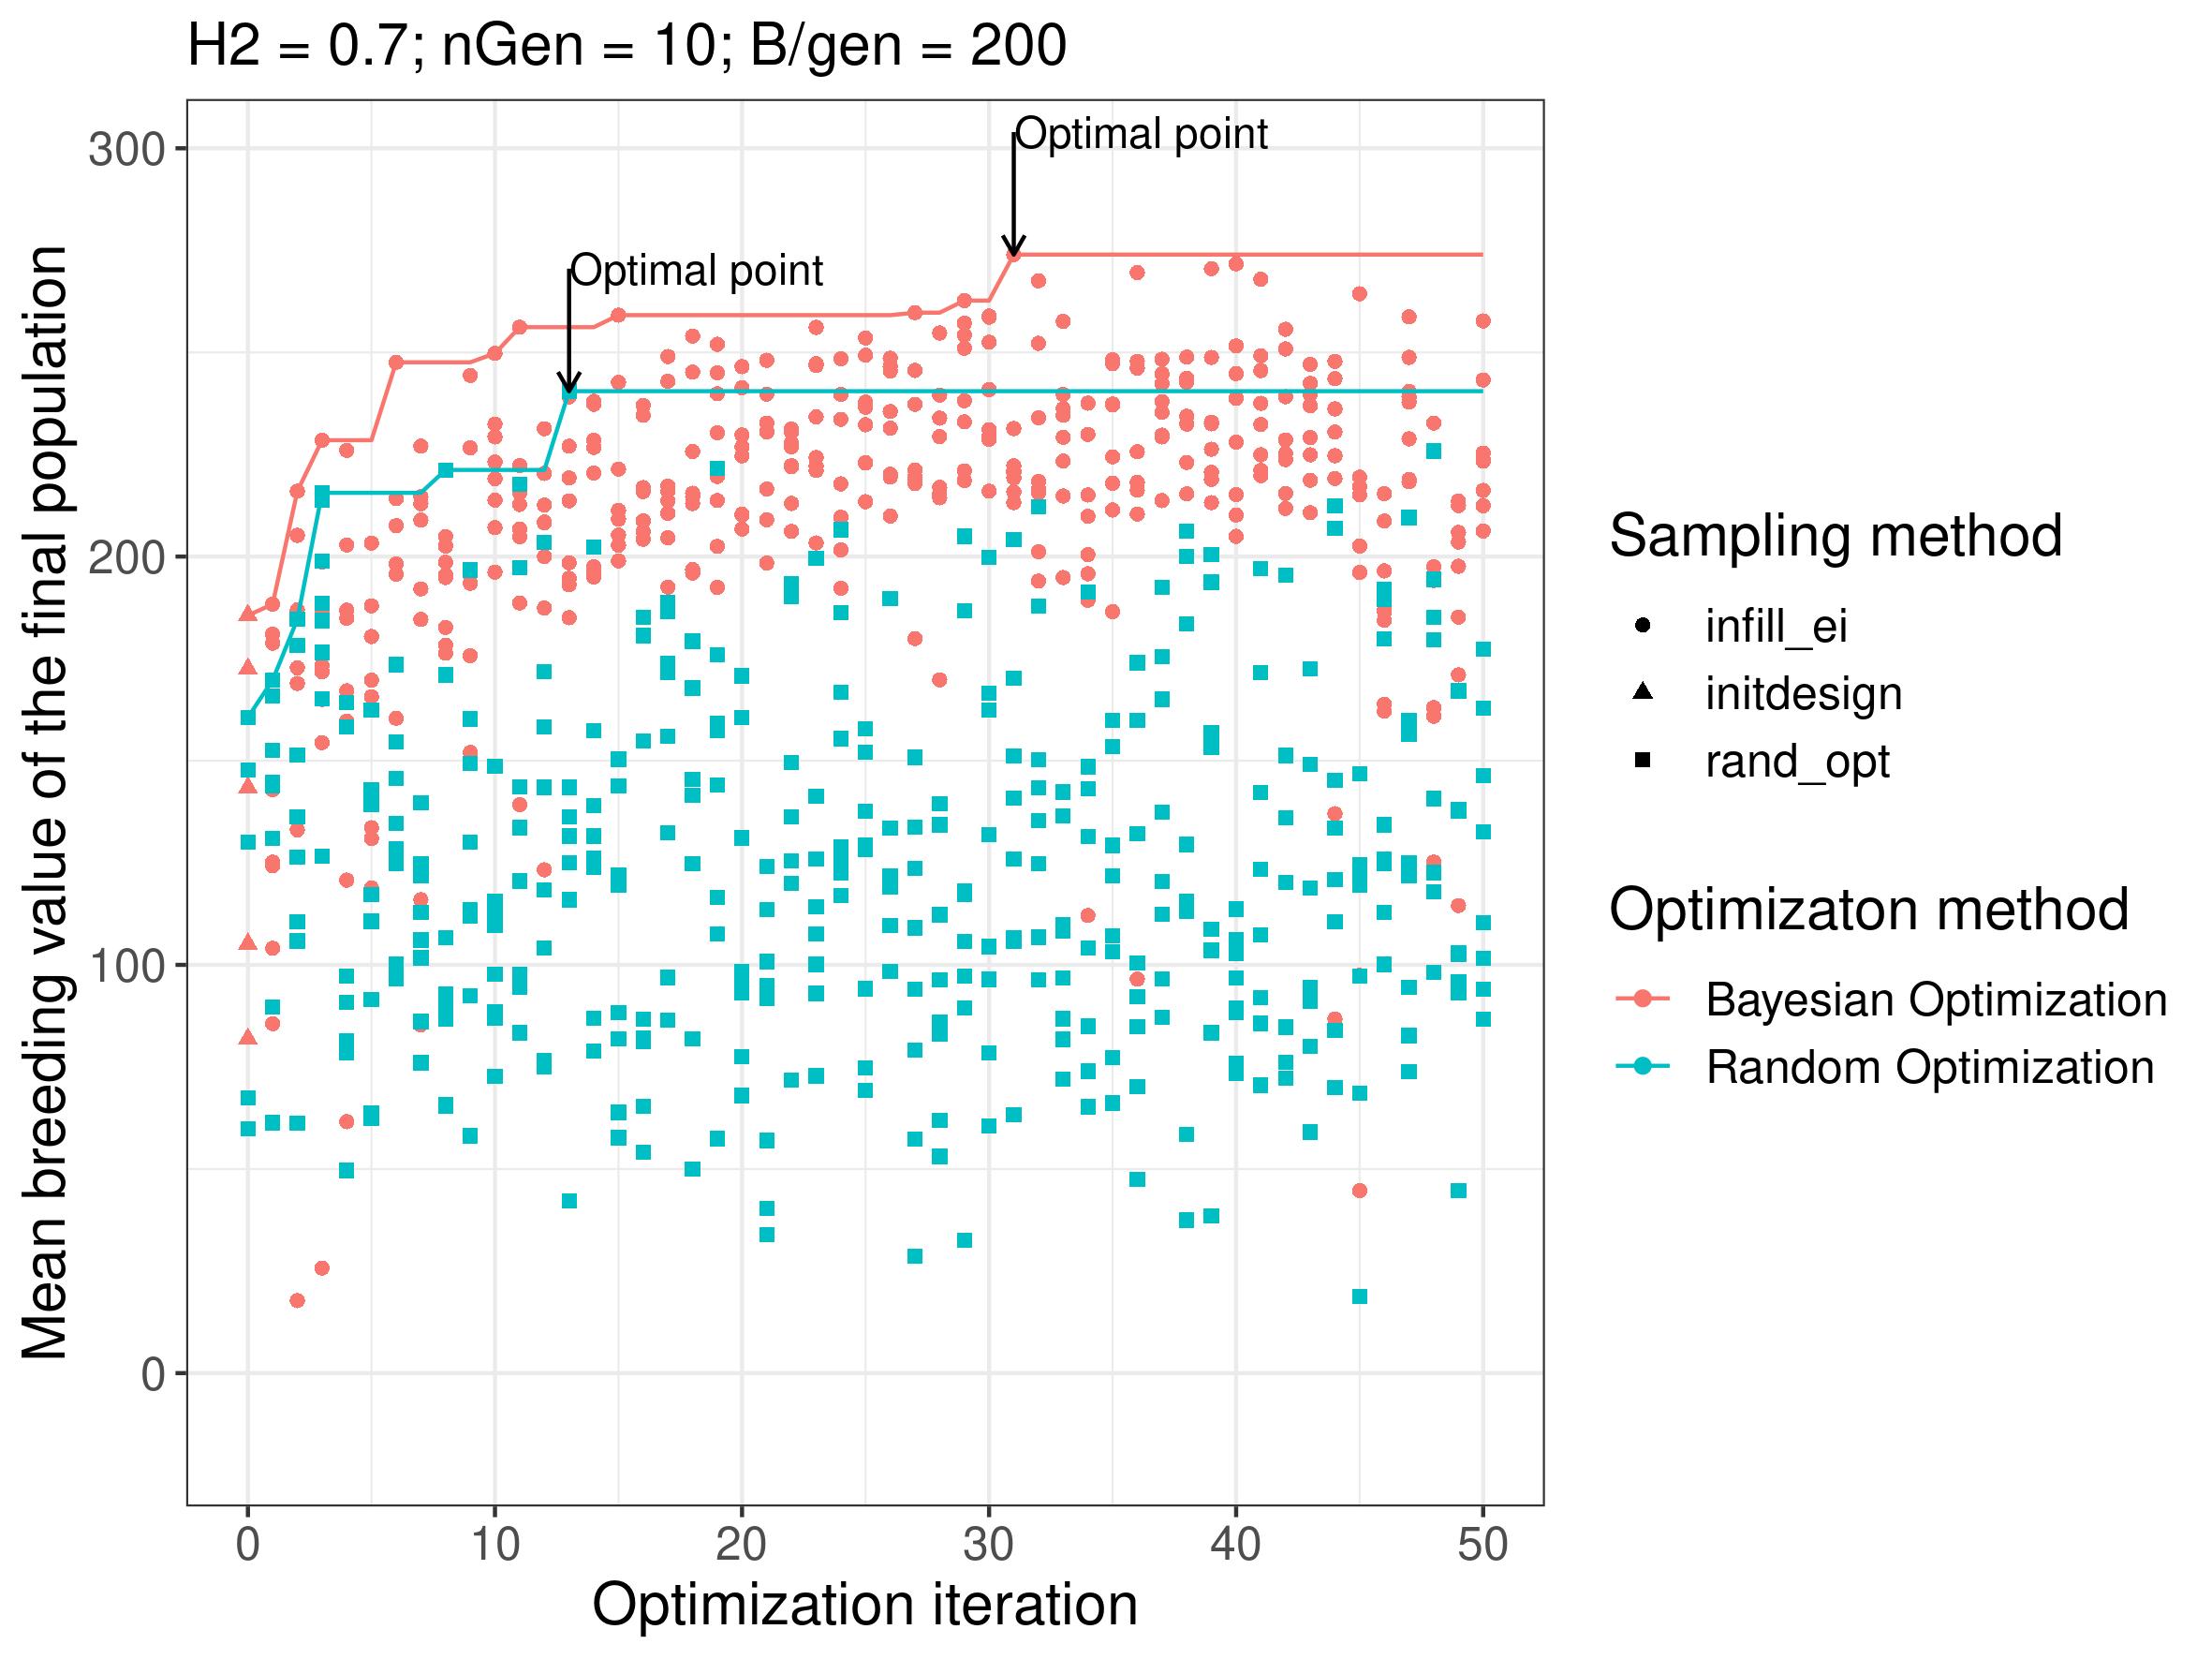 H2 = 0.7; nGen = 10; B/gen = 200
Mean breeding value of the final population
300
200
100
0
Optimal point
Optimal point
0 10 20 30 40 50
Optimization iteration
Sampling method
infill_ei
initdesign
rand_opt
Optimizaton method
Bayesian Optimization
Random Optimization